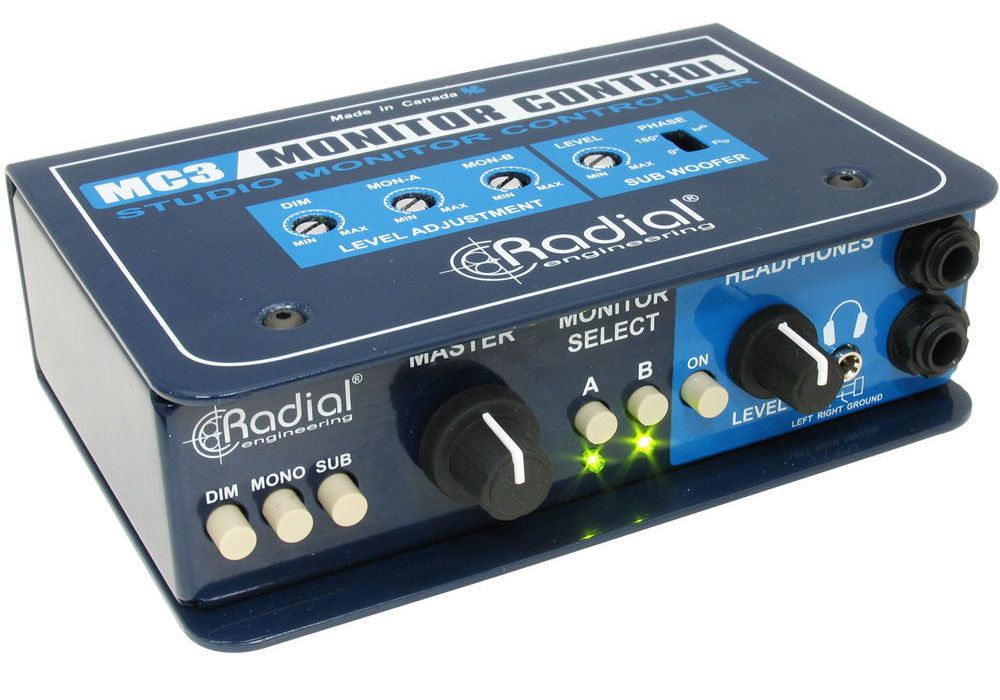 Made in Canada
MC3 MONITOR CONTROL
STUDIO MONITOR CONTROLLER
DIM
MIN MAX
MON-A
MIN MAX
MON-B
MIN MAX
LEVEL ADJUSTMENT
LEVEL
MIN MAX
PHASE
180°
0°
SUB WOOFER
Radial®
engineering
Radial®
engineering
DIM MONO SUB
MASTER
MONITOR
SELECT
A B
HEADPHONES
ON
LEVEL
LEFT RIGHT GROUND